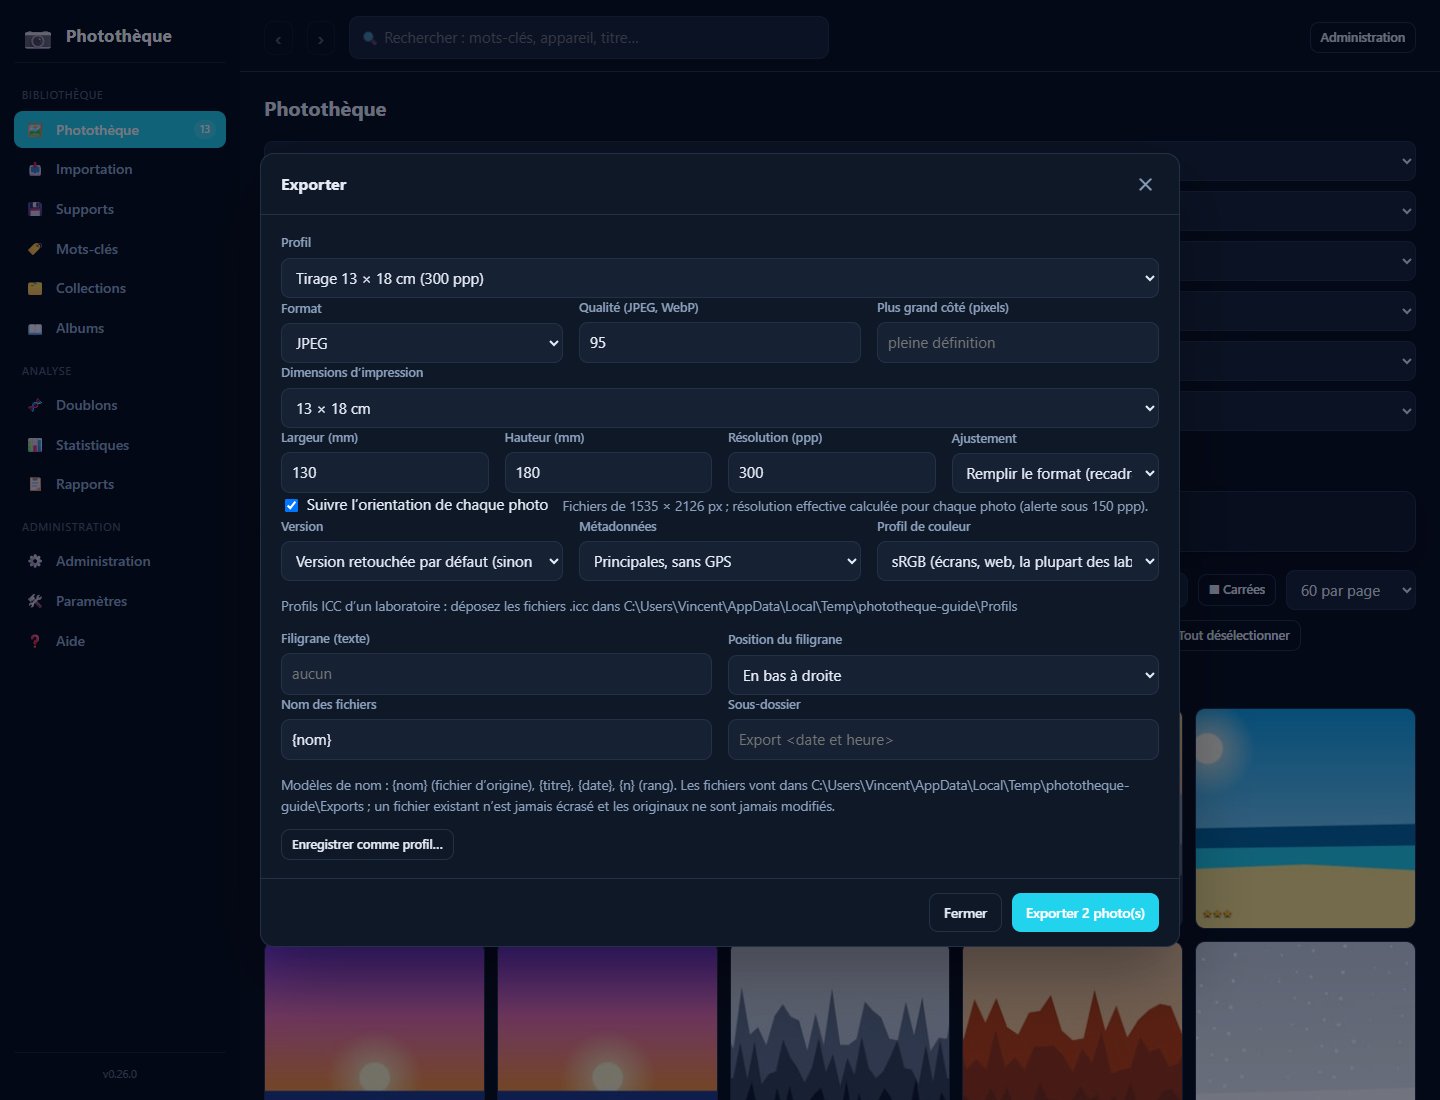 Photothèque
Rechercher : mots-clés, appareil, titre...
Administration
BIBLIOTHÈQUE
Photothèque 13
Importation
Supports
Mots-clés
Collections
Albums
ANALYSE
Doublons
Statistiques
Rapports
ADMINISTRATION
Administration
Paramètres
Aide
v0.26.0
Photothèque
Exporter
Profil
Tirage 13 × 18 cm (300 ppp)
Format
Qualité (JPEG, WebP)
Plus grand côté (pixels)
JPEG
95
pleine définition
Dimensions d’impression
13 × 18 cm
Largeur (mm)
Hauteur (mm)
Résolution (ppp)
Ajustement
130
180
300
Remplir le format (recadr
Suivre l’orientation de chaque photo
Fichiers de 1535 × 2126 px ; résolution effective calculée pour chaque photo (alerte sous 150 ppp).
Version
Métadonnées
Profil de couleur
Version retouchée par défaut (sinon
Principales, sans GPS
sRGB (écrans, web, la plupart des lab
Profils ICC d’un laboratoire : déposez les fichiers .icc dans C:\Users\Vincent\AppData\Local\Temp\phototheque-guide\Profils
Filigrane (texte)
Position du filigrane
aucun
En bas à droite
Nom des fichiers
Sous-dossier
{nom}
Export <date et heure>
Modèles de nom : {nom} (fichier d’origine), {titre}, {date}, {n} (rang). Les fichiers vont dans C:\Users\Vincent\AppData\Local\Temp\phototheque-
guide\Exports ; un fichier existant n’est jamais écrasé et les originaux ne sont jamais modifiés.
Enregistrer comme profil...
Fermer
Exporter 2 photo(s)
Carrées
60 par page
Tout désélectionner